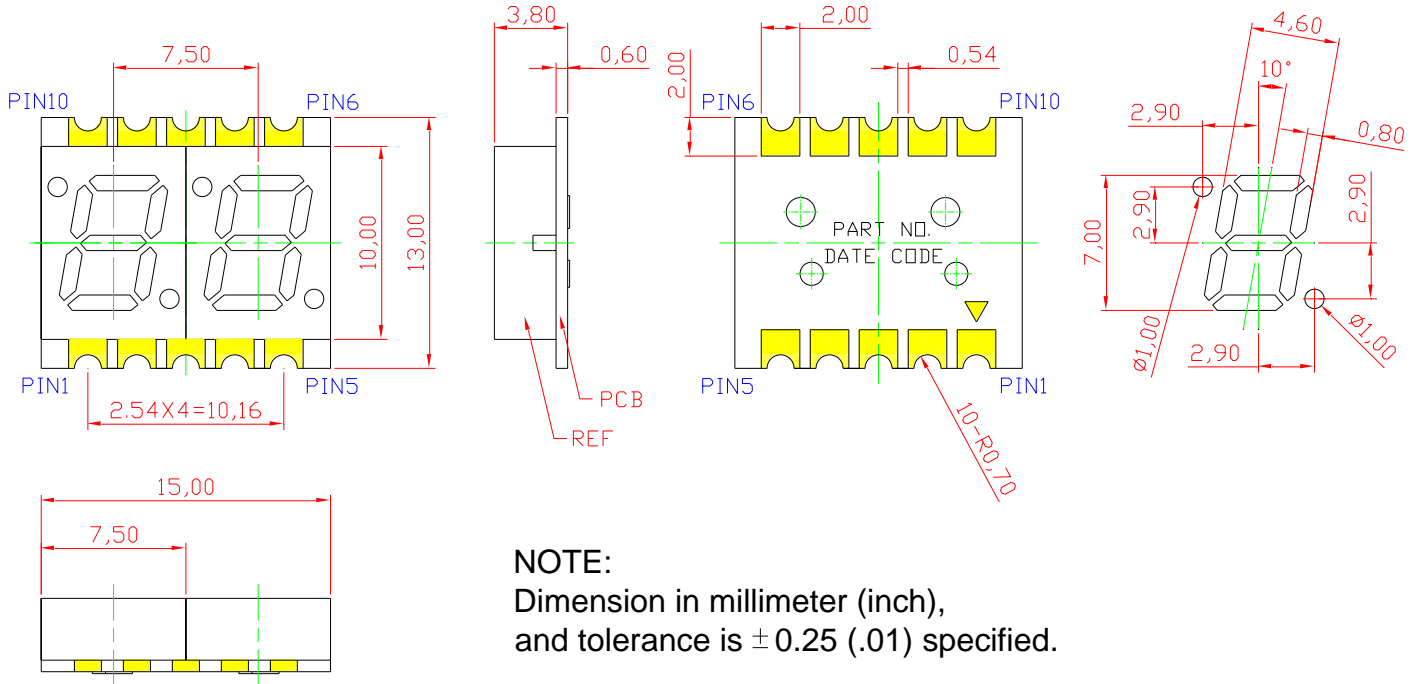 3,80
2,00
4,60
7,50
0,60
0,54
10°
PIN10
PIN6
2,00
PIN6
PIN10
2,90
0,80
10,00
13,00
7,00
2,90
2,90
PART NO.
DATE CODE
PIN1
PIN5
PIN5
PIN1
2,90
Ø1,00
Ø1,00
2.54X4=10,16
PCB
REF
10-R0,70
15,00
7,50
NOTE:
Dimension in millimeter (inch),
and tolerance is ±0.25 (.01) specified.